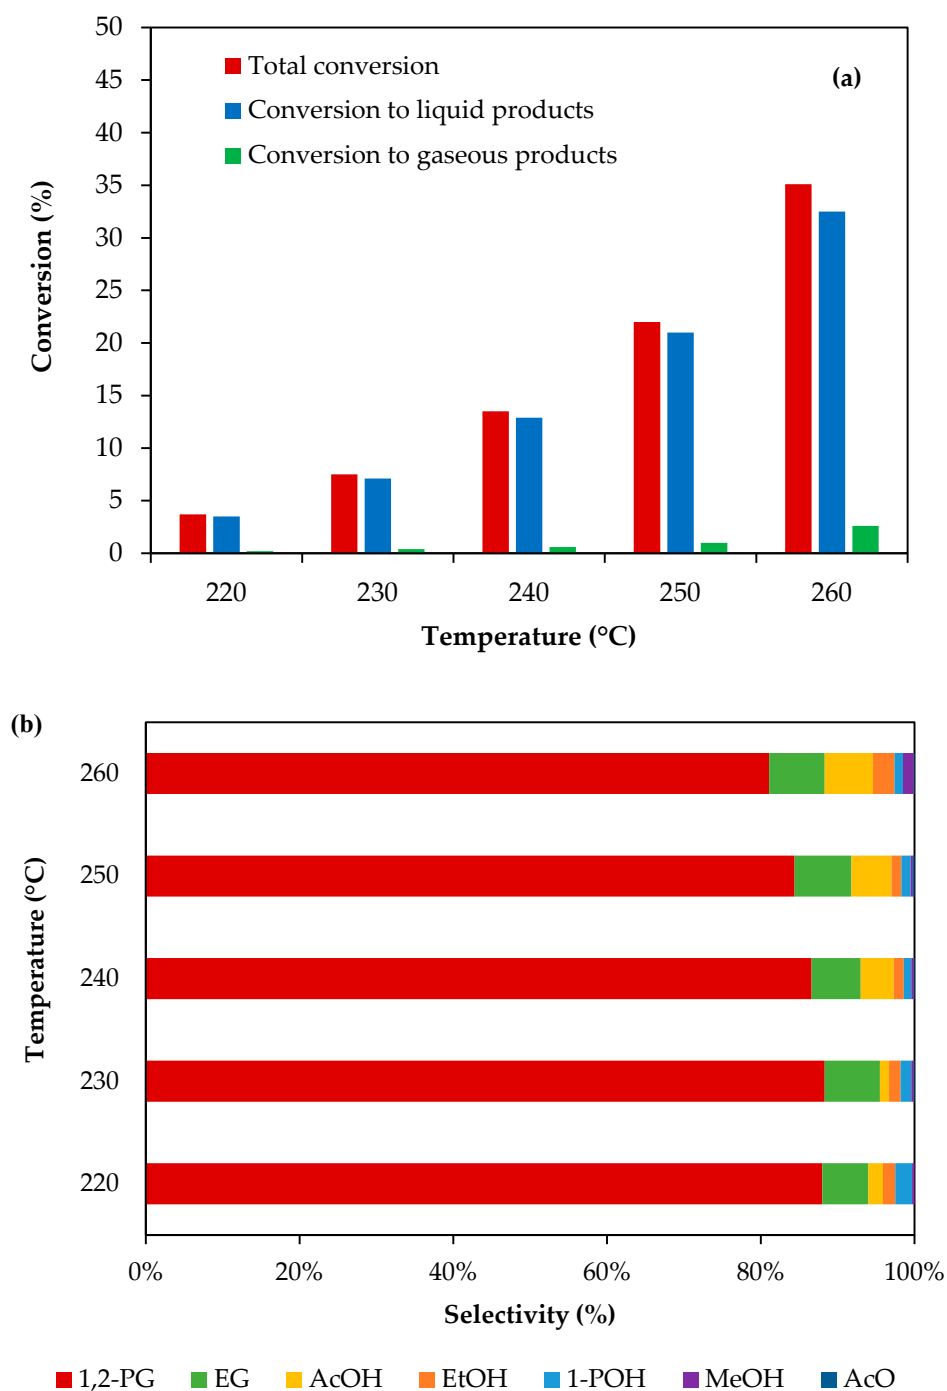 50
45
40
35
30
25
20
15
10
5
0
Conversion (%)
Total conversion
Conversion to liquid products
Conversion to gaseous products
(a)
220 230 240 250 260
Temperature (°C)
(b)
260
250
240
230
220
Temperature (°C)
0% 20% 40% 60% 80% 100%
Selectivity (%)
1,2-PG EG AcOH EtOH 1-POH MeOH AcO